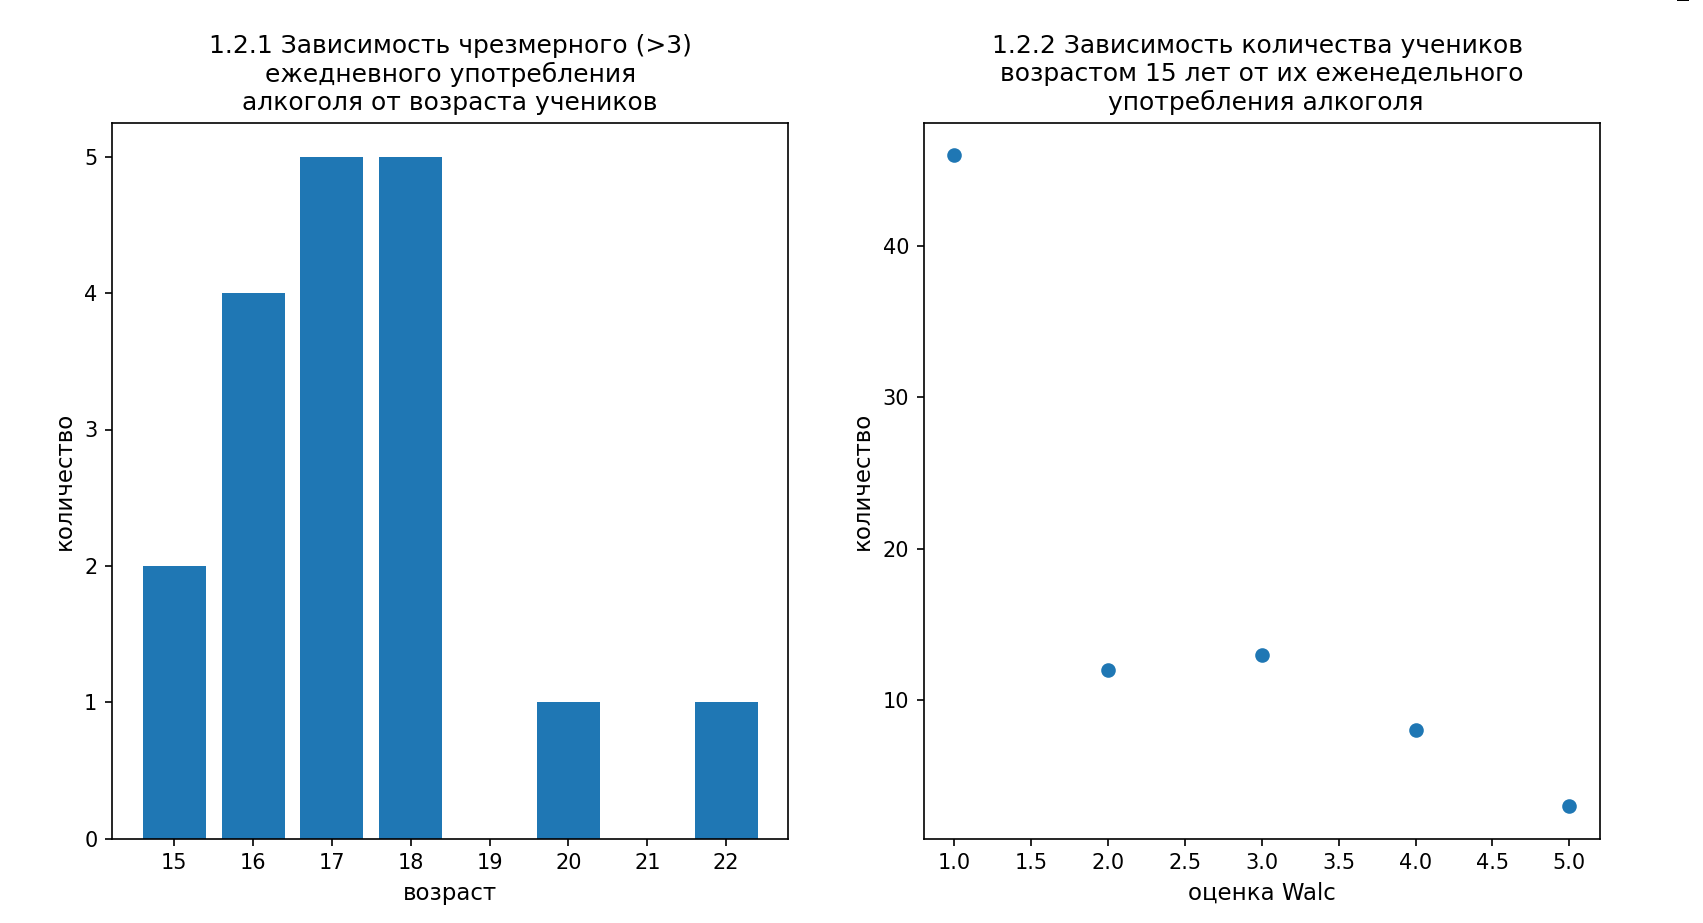 1.2.1 Зависимость чрезмерного (>3)
ежедневного употребления
алкоголя от возраста учеников
количество
5
4
3
2
1
0
15 16 17 18 19 20 21 22
возраст
1.2.2 Зависимость количества учеников
возрастом 15 лет от их еженедельного
употребления алкоголя
количество
40
30
20
10
1.0 1.5 2.0 2.5 3.0 3.5 4.0 4.5 5.0
оценка Walc